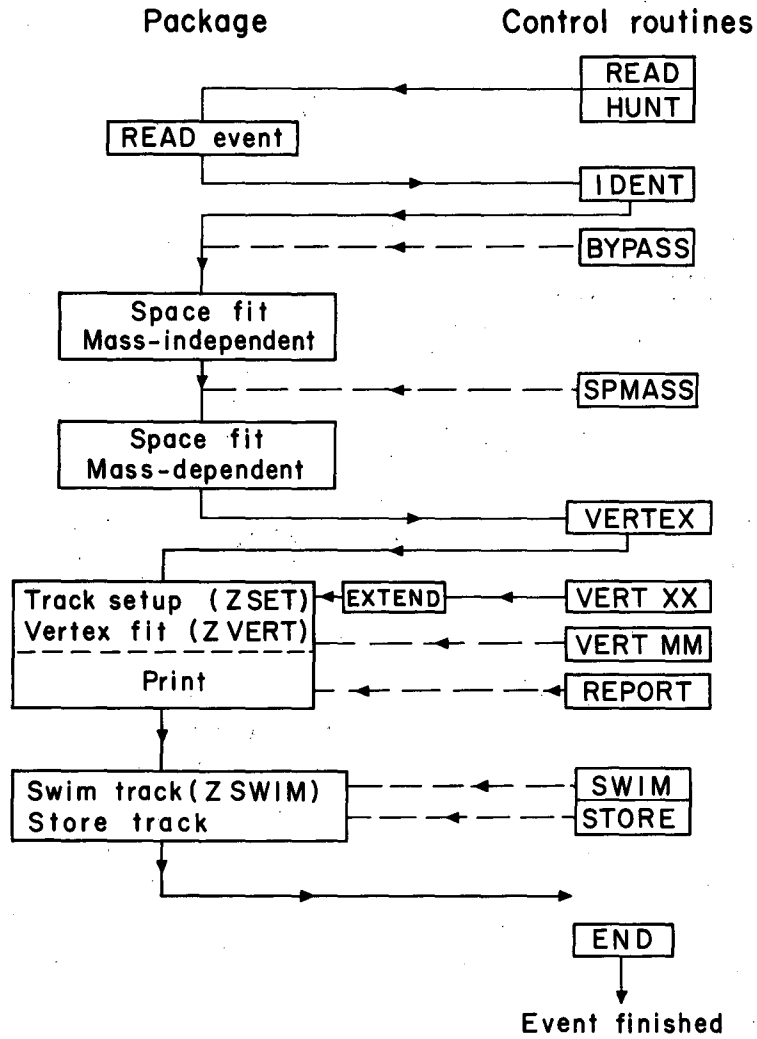 Package Control routines
READ
HUNT
READ event
IDENT
BYPASS
Space fit
Mass-independent
SPMASS
Space fit
Mass-dependent
VERTEX
Track setup (ZSET) EXTEND VERT XX
Vertex fit (ZVERT) VERT MM
Print REPORT
Swim track (ZSWIM) SWIM
Store track STORE
END
Event finished